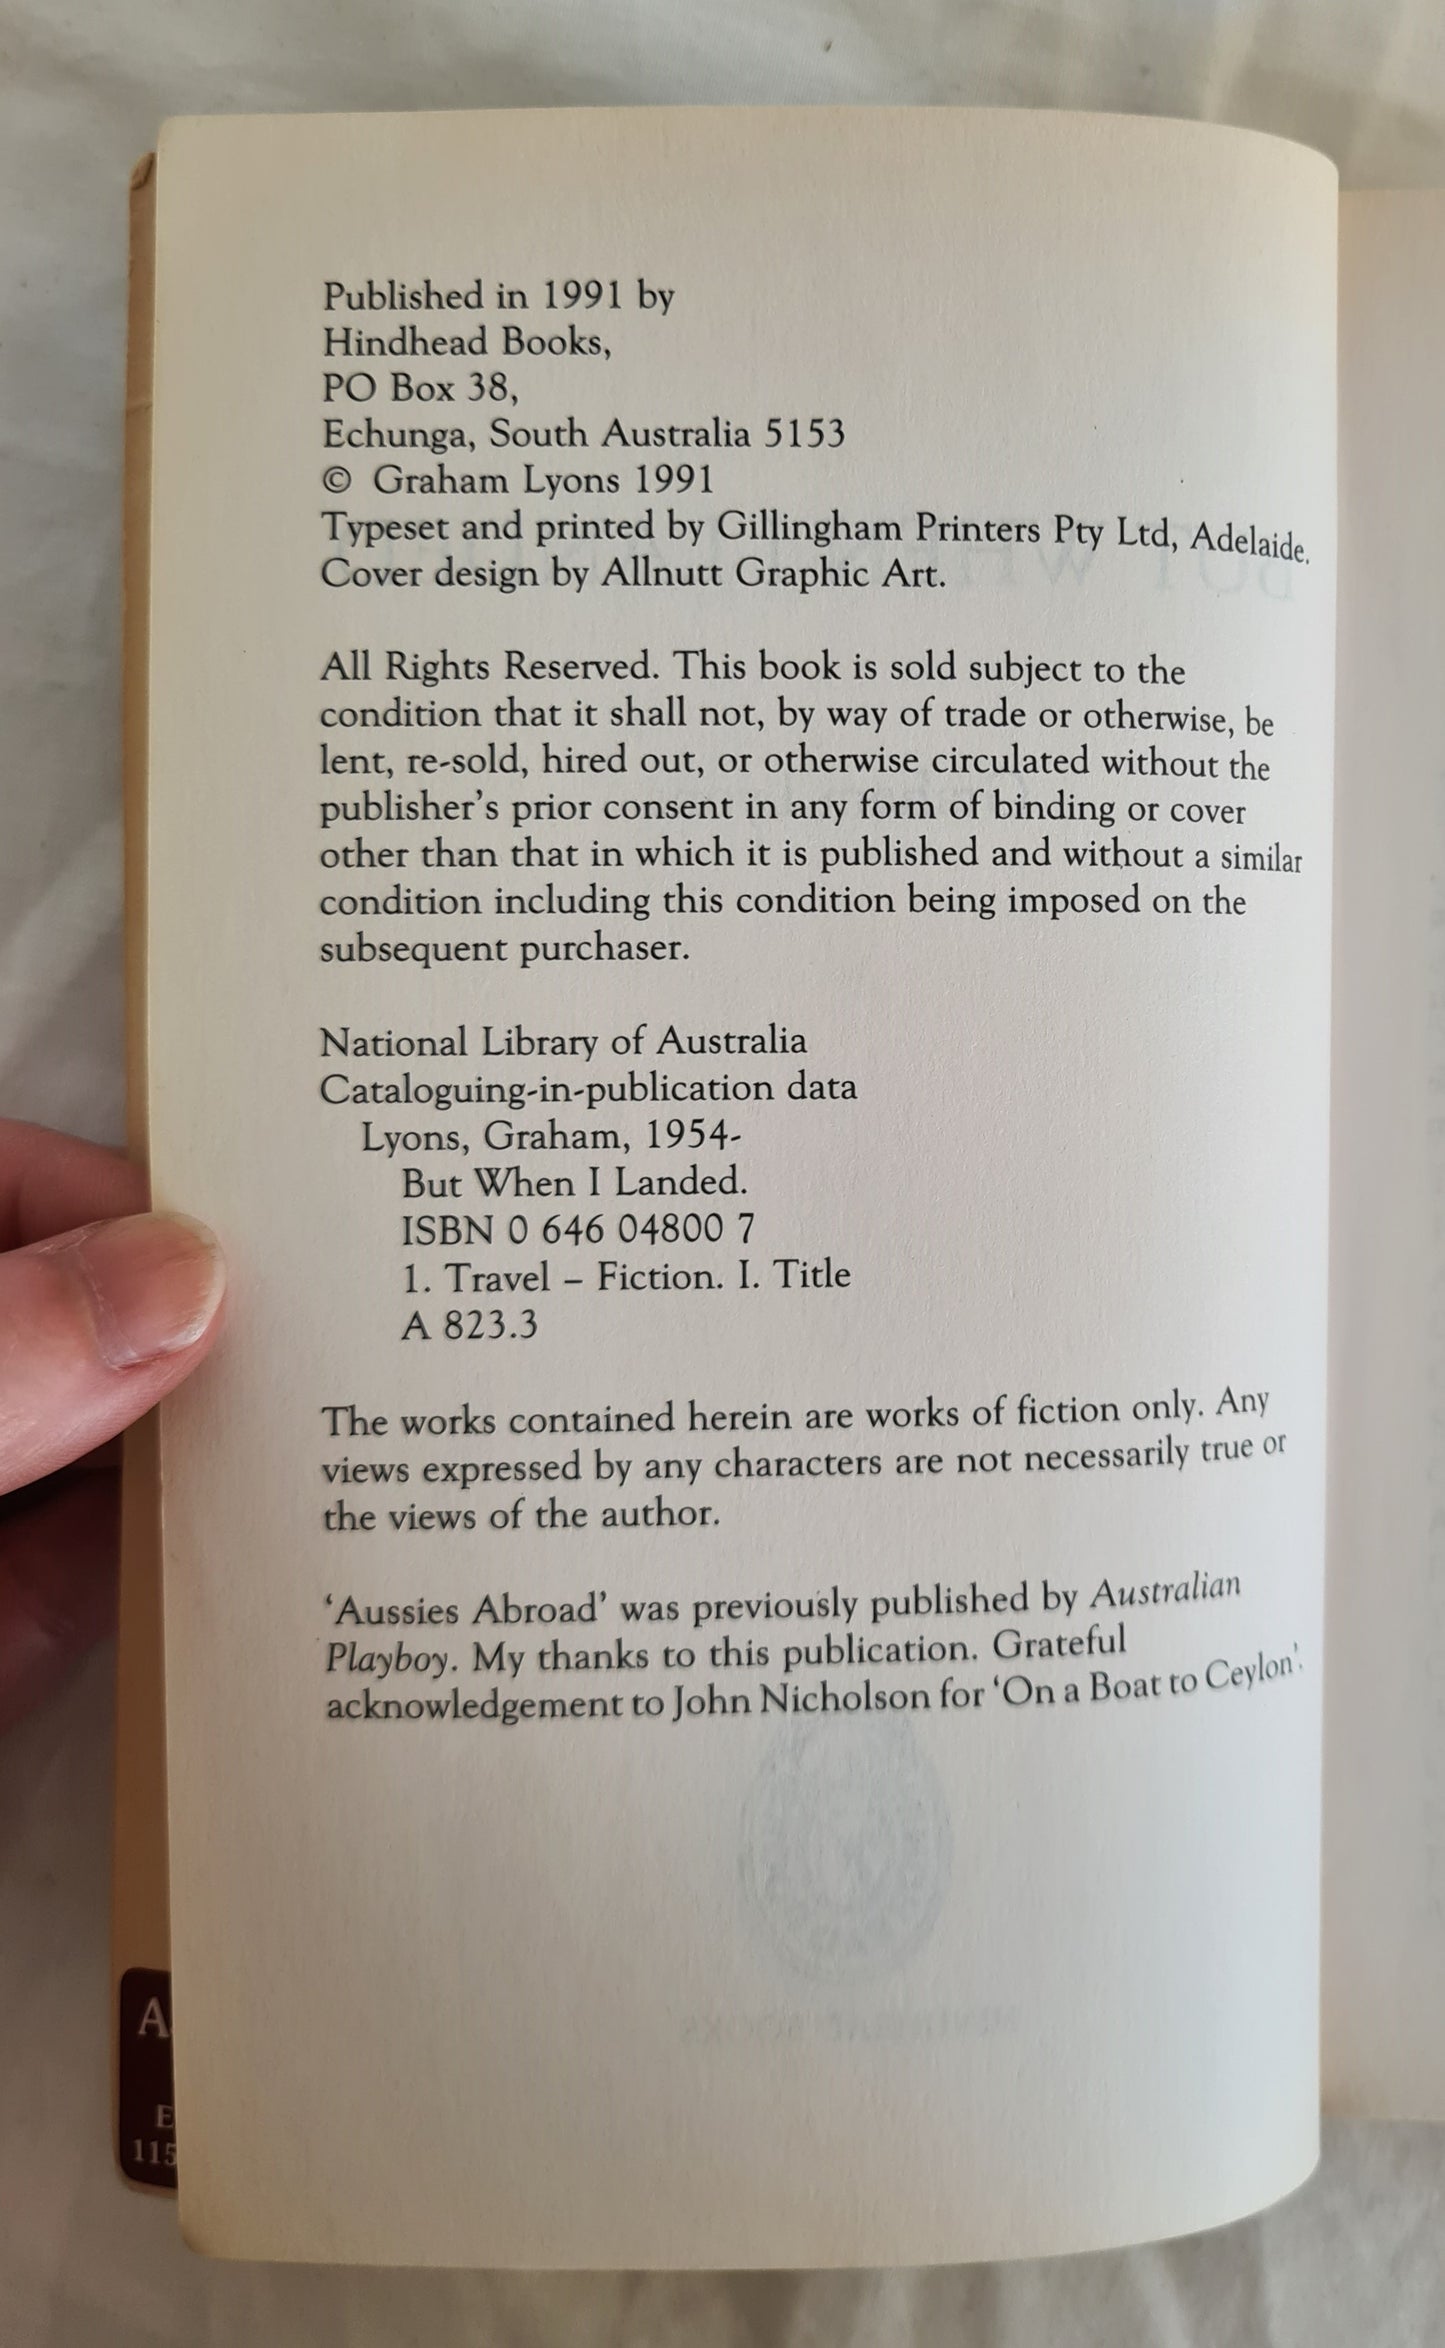 Published in 1991 by
Hindhead Books,
PO Box 38,
Echunga, South Australia 5153
© Graham Lyons 1991
Typeset and printed by Gillingham Printers Pty Ltd, Adelaide.
Cover design by Allnutt Graphic Art.
All Rights Reserved. This book is sold subject to the
condition that it shall not, by way of trade or otherwise, be
lent, re-sold, hired out, or otherwise circulated without the
publisher's prior consent in any form of binding or cover
other than that in which it is published and without a similar
condition including this condition being imposed on the
subsequent purchaser.
National Library of Australia
Cataloguing-in-publication data
Lyons, Graham, 1954-
But When I Landed.
ISBN 0 646 04800 7
1. Travel – Fiction. I. Title
A 823.3
The works contained herein are works of fiction only. Any
views expressed by any characters are not necessarily true or
the views of the author.
'Aussies Abroad' was previously published by Australian
Playboy. My thanks to this publication. Grateful
acknowledgement to John Nicholson for 'On a Boat to Ceylon'.
A
E
115